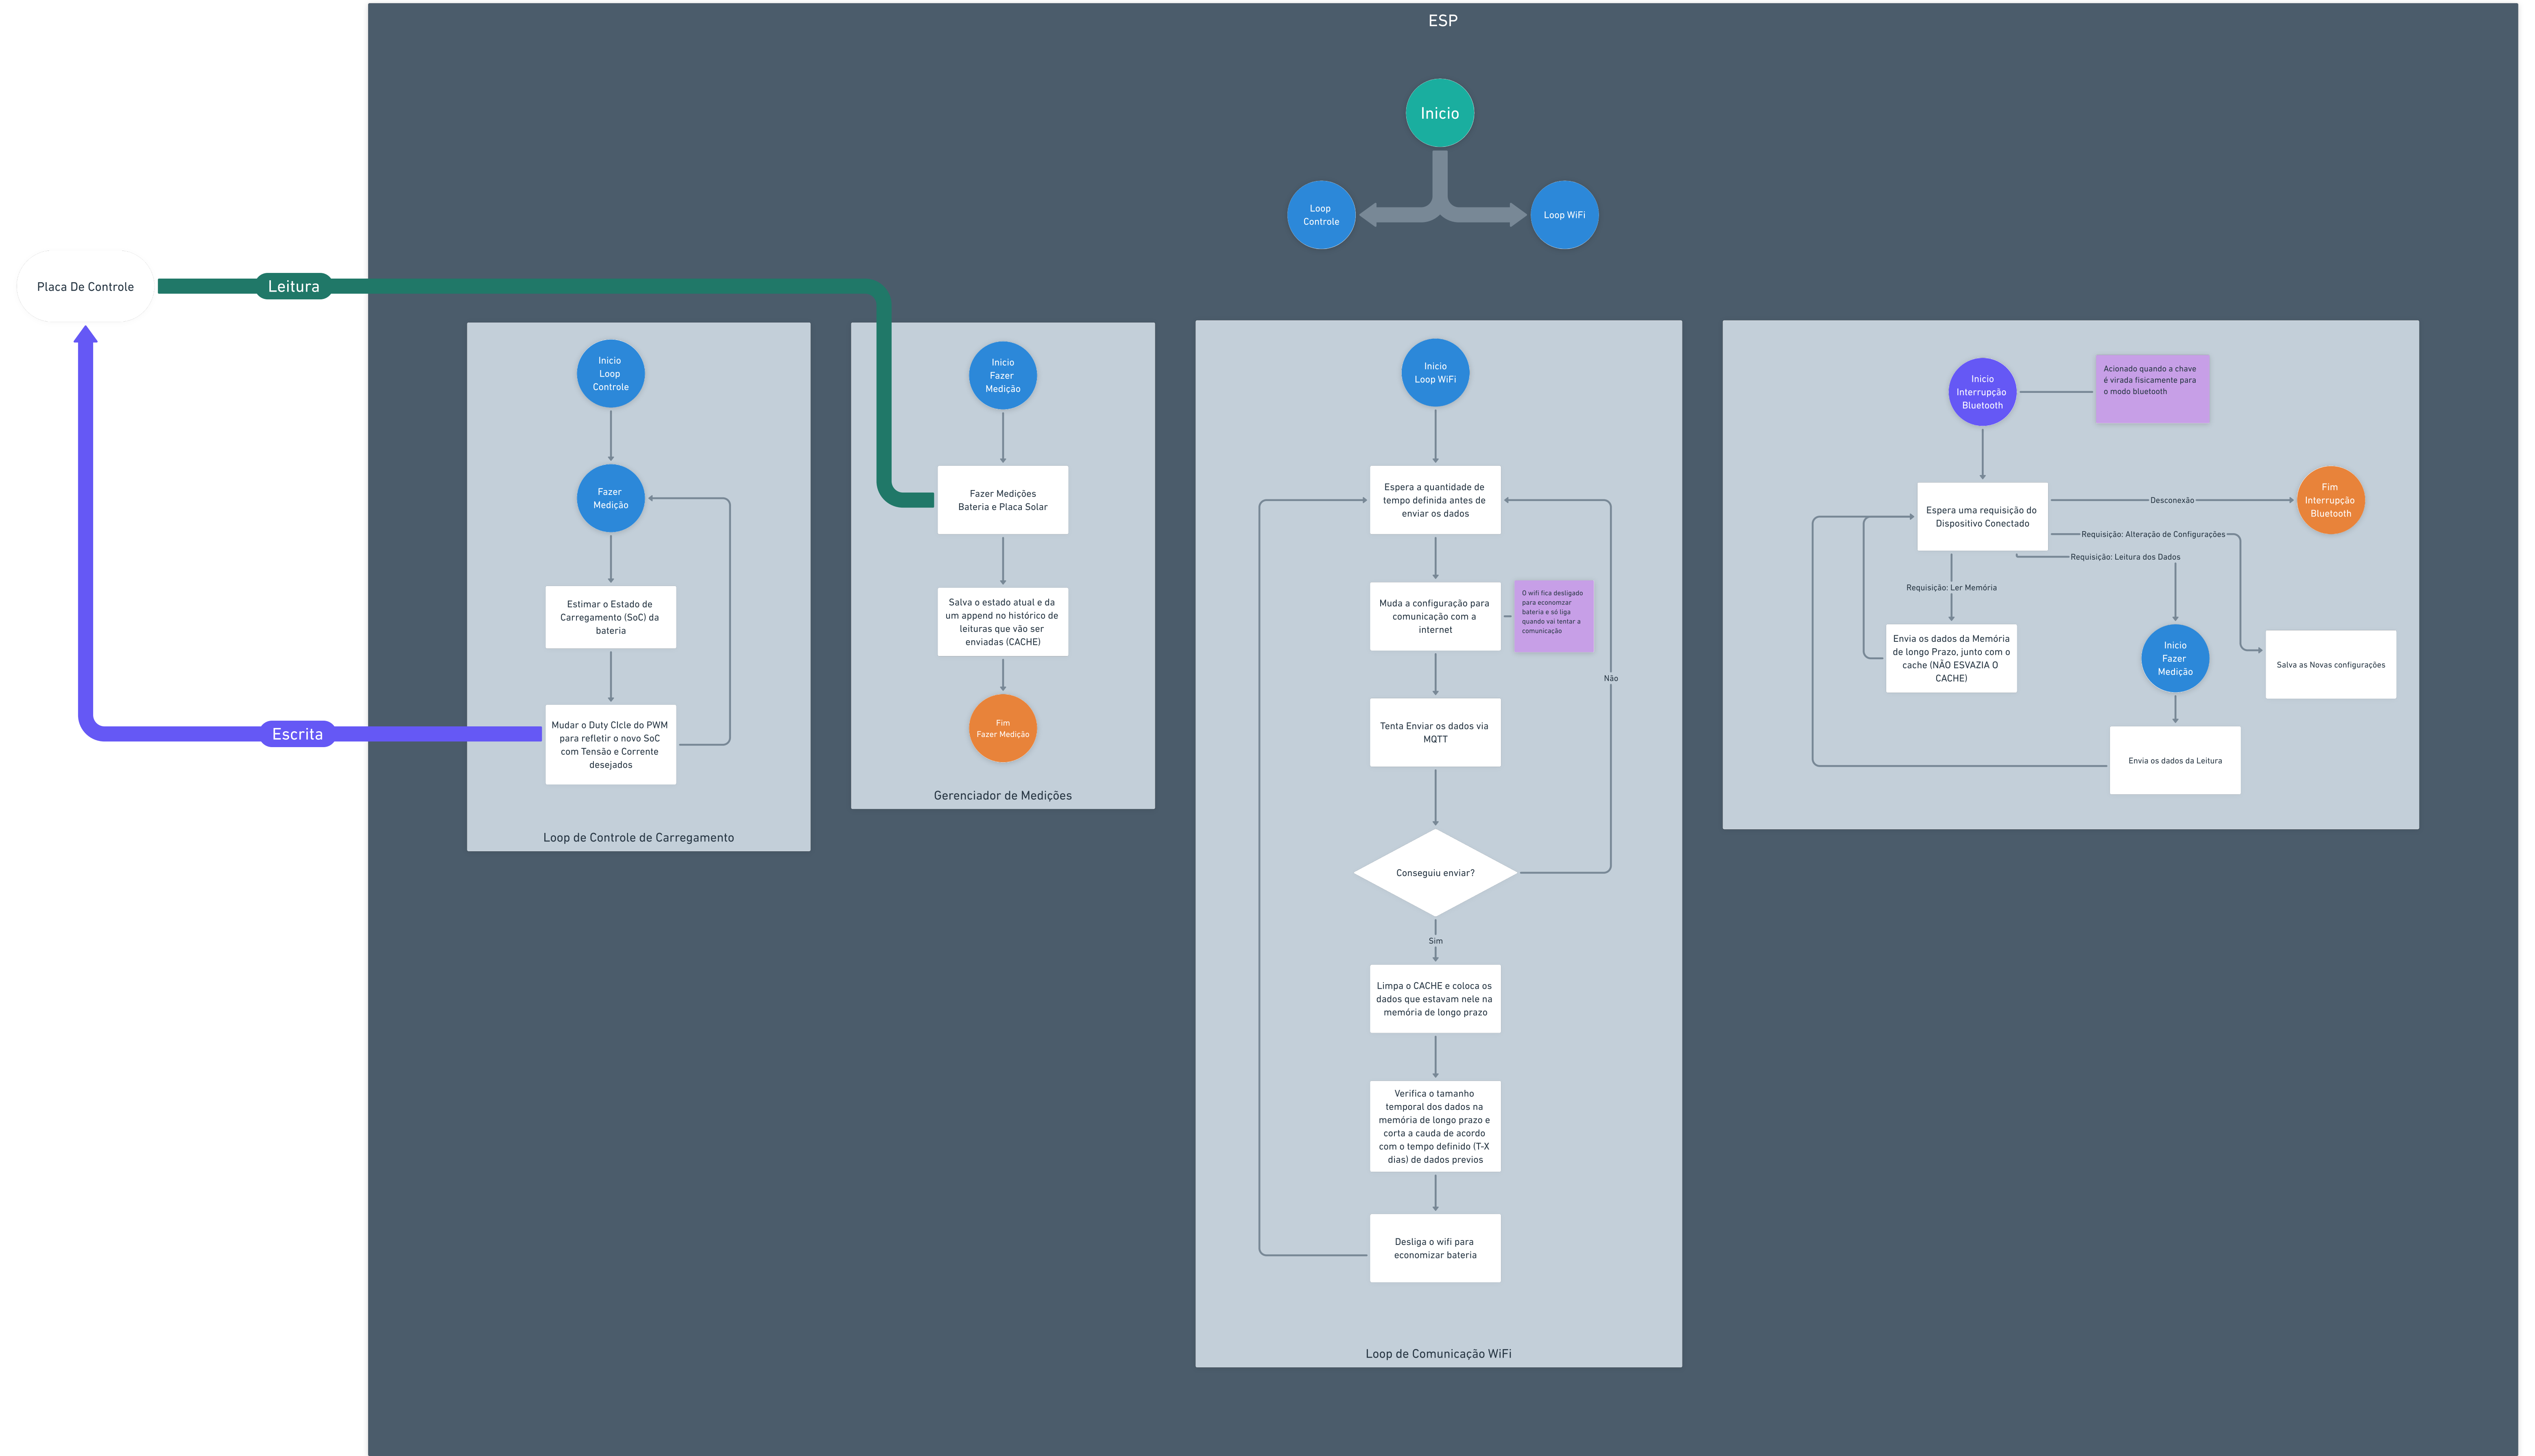 ESP
Inicio
Loop
Controle
Loop WiFi
Placa De Controle
Leitura
Escrita
Inicio
Loop
Controle
Fazer
Medição
Estimar o Estado de
Carregamento (SoC) da
bateria
Mudar o Duty CIcle do PWM
para refletir o novo SoC
com Tensão e Corrente
desejados
Loop de Controle de Carregamento
Inicio
Fazer
Medição
Fazer Medições
Bateria e Placa Solar
Salva o estado atual e da
um append no histórico de
leituras que vão ser
enviadas (CACHE)
Fim
Fazer Medição
Gerenciador de Medições
Inicio
Loop WiFi
Espera a quantidade de
tempo definida antes de
enviar os dados
Muda a configuração para
comunicação com a
internet
O wifi fica desligado
para economzar
bateria e só liga
quando vai tentar a
comunicação
Não
Tenta Enviar os dados via
MQTT
Conseguiu enviar?
Sim
Limpa o CACHE e coloca os
dados que estavam nele na
memória de longo prazo
Verifica o tamanho
temporal dos dados na
memória de longo prazo e
corta a cauda de acordo
com o tempo definido (T-X
dias) de dados previos
Desliga o wifi para
economizar bateria
Loop de Comunicação WiFi
Inicio
Interrupção
Bluetooth
Acionado quando a chave
é virada fisicamente para
o modo bluetooth
Espera uma requisição do
Dispositivo Conectado
Desconexão
Fim
Interrupção
Bluetooth
Requisição: Alteração de Configurações
Requisição: Leitura dos Dados
Requisição: Ler Memória
Envia os dados da Memória
de longo Prazo, junto com o
cache (NÃO ESVAZIA O
CACHE)
Inicio
Fazer
Medição
Salva as Novas configurações
Envia os dados da Leitura